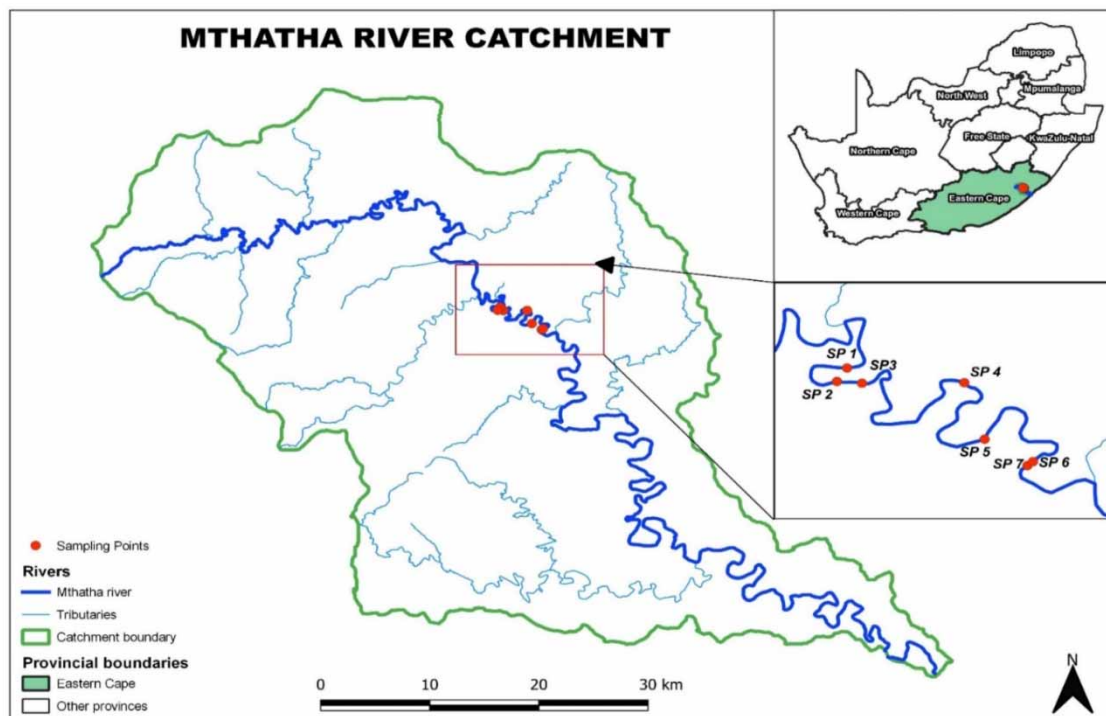 MTHATHA RIVER CATCHMENT
Limpopo
North West
Mpumalanga
Free State
KwaZulu-Natal
Northern Cape
Eastern Cape
Western Cape
SP 1
SP3
SP 2
SP 4
SP 5
SP 7
SP 6
Sampling Points
Rivers
Mthatha river
Tributaries
Catchment boundary
Provincial boundaries
Eastern Cape
Other provinces
0 10 20 30 km
N